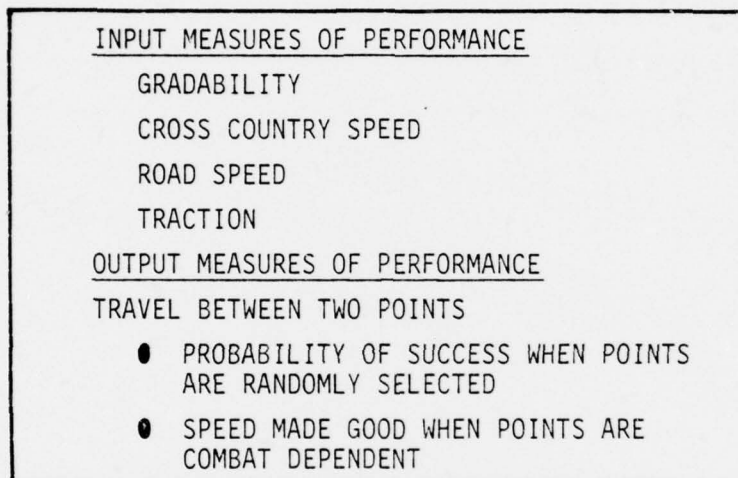 INPUT MEASURES OF PERFORMANCE
GRADABILITY
CROSS COUNTRY SPEED
ROAD SPEED
TRACTION
OUTPUT MEASURES OF PERFORMANCE
TRAVEL BETWEEN TWO POINTS
● PROBABILITY OF SUCCESS WHEN POINTS
ARE RANDOMLY SELECTED
● SPEED MADE GOOD WHEN POINTS ARE
COMBAT DEPENDENT